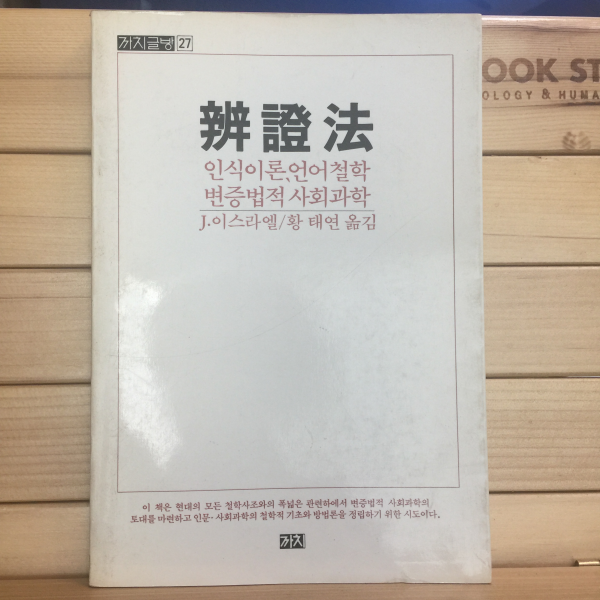 까치글방 27
OOK ST
OLOGY & HUMA
辨證法
인식이론, 언어철학
변증법적 사회과학
J.이스라엘/황 태연 옮김
이 책은 현대의 모든 철학사조와의 폭넓은 관련하에서 변증법적 사회과학의
토대를 마련하고 인문·사회과학의 철학적 기초와 방법론을 정립하기 위한 시도이다.
까치